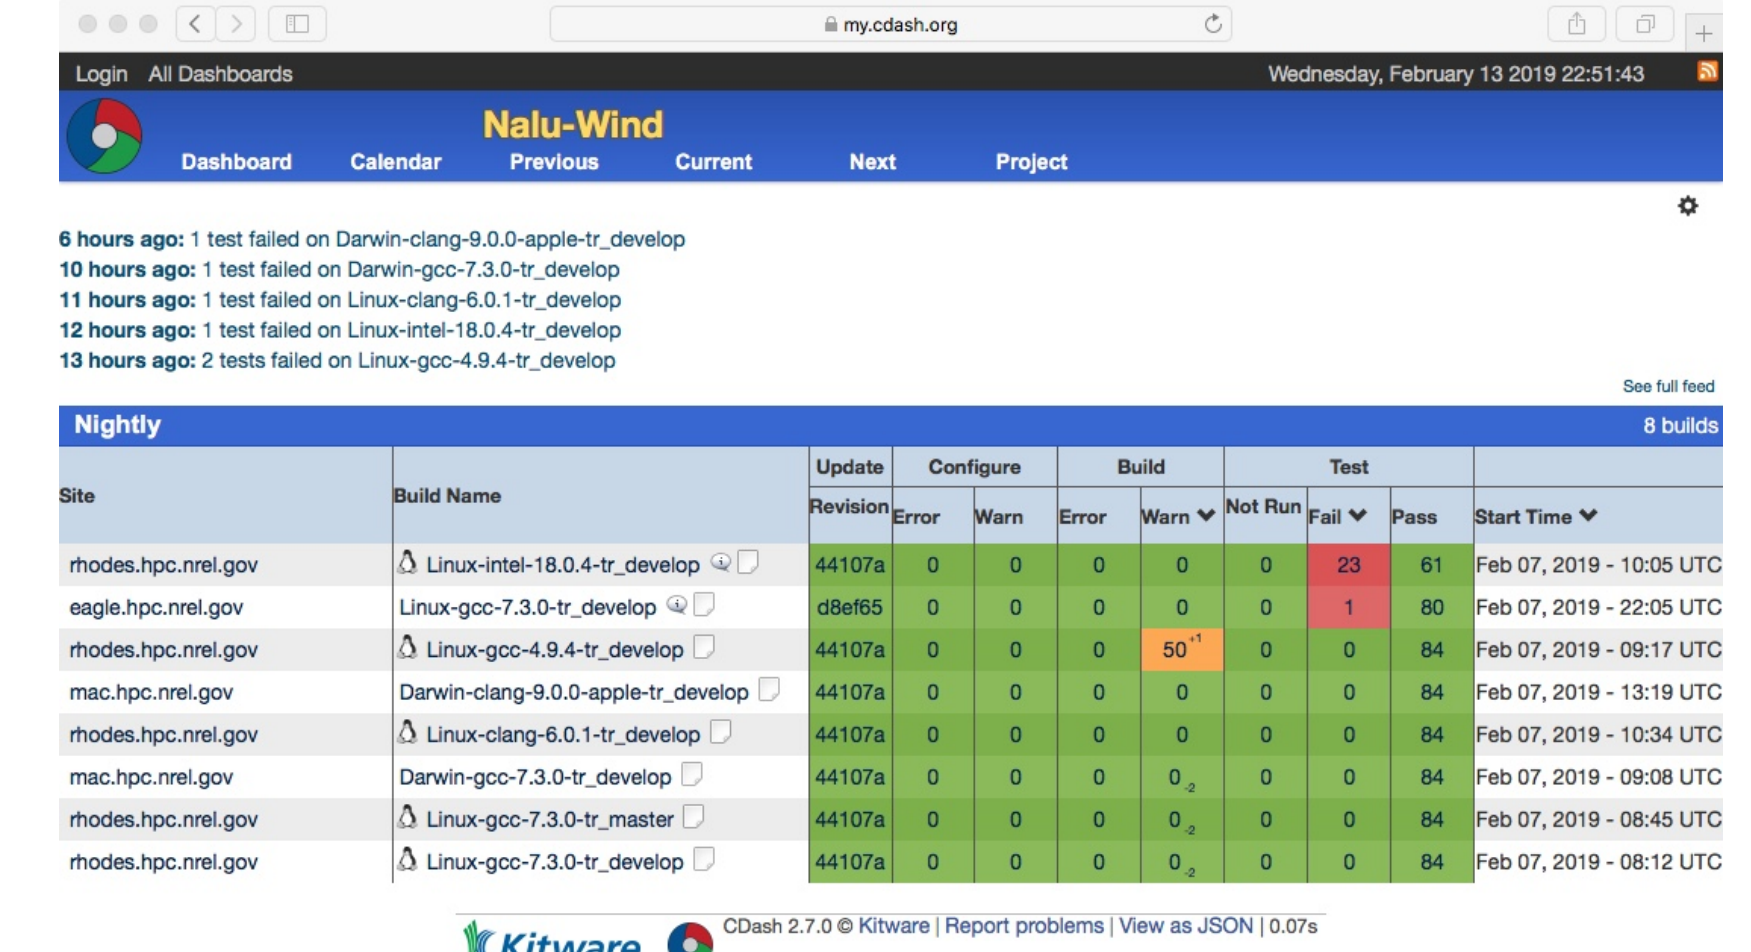 my.cdash.org
Login All Dashboards Wednesday, February 13 2019 22:51:43
Nalu-Wind
Dashboard Calendar Previous Current Next Project
6 hours ago: 1 test failed on Darwin-clang-9.0.0-apple-tr_develop
10 hours ago: 1 test failed on Darwin-gcc-7.3.0-tr_develop
11 hours ago: 1 test failed on Linux-clang-6.0.1-tr_develop
12 hours ago: 1 test failed on Linux-intel-18.0.4-tr_develop
13 hours ago: 2 tests failed on Linux-gcc-4.9.4-tr_develop
See full feed
Nightly 8 builds
Update Configure Build Test
Site Build Name Revision Error Warn Error Warn Not Run Fail Pass Start Time
rhodes.hpc.nrel.gov Linux-intel-18.0.4-tr_develop 44107a 0 0 0 0 0 23 61 Feb 07, 2019 - 10:05 UTC
eagle.hpc.nrel.gov Linux-gcc-7.3.0-tr_develop d8ef65 0 0 0 0 0 1 80 Feb 07, 2019 - 22:05 UTC
rhodes.hpc.nrel.gov Linux-gcc-4.9.4-tr_develop 44107a 0 0 0 50 +1 0 0 84 Feb 07, 2019 - 09:17 UTC
mac.hpc.nrel.gov Darwin-clang-9.0.0-apple-tr_develop 44107a 0 0 0 0 0 0 84 Feb 07, 2019 - 13:19 UTC
rhodes.hpc.nrel.gov Linux-clang-6.0.1-tr_develop 44107a 0 0 0 0 0 0 84 Feb 07, 2019 - 10:34 UTC
mac.hpc.nrel.gov Darwin-gcc-7.3.0-tr_develop 44107a 0 0 0 0 -2 0 0 84 Feb 07, 2019 - 09:08 UTC
rhodes.hpc.nrel.gov Linux-gcc-7.3.0-tr_master 44107a 0 0 0 0 -2 0 0 84 Feb 07, 2019 - 08:45 UTC
rhodes.hpc.nrel.gov Linux-gcc-7.3.0-tr_develop 44107a 0 0 0 0 -2 0 0 84 Feb 07, 2019 - 08:12 UTC
Kitware CDash 2.7.0 © Kitware | Report problems | View as JSON | 0.07s